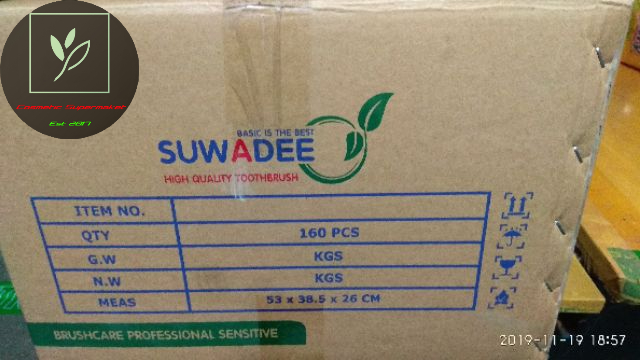 Est 2017
BASIC IS THE BEST
SUWADEE
HIGH QUALITY TOOTHBRUSH
ITEM NO.
QTY 160 PCS
G.W KGS
N.W KGS
MEAS 53 x 38.5 x 26 CM
BRUSHCARE PROFESSIONAL SENSITIVE
2019-11-19 18:57